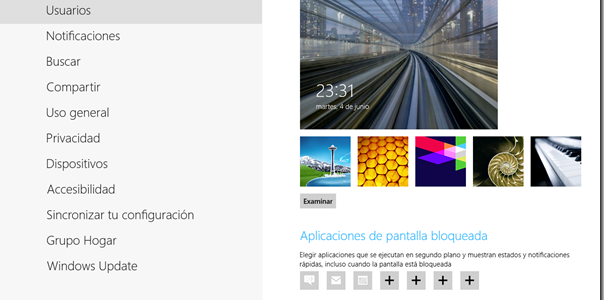 Usuarios
Notificaciones
Buscar
Compartir
Uso general
Privacidad
Dispositivos
Accesibilidad
Sincronizar tu configuración
Grupo Hogar
Windows Update
23:31
martes, 4 de junio
Examinar
Aplicaciones de pantalla bloqueada
Elegir aplicaciones que se ejecutan en segundo plano y muestran estados y notificaciones
rápidas, incluso cuando la pantalla está bloqueada